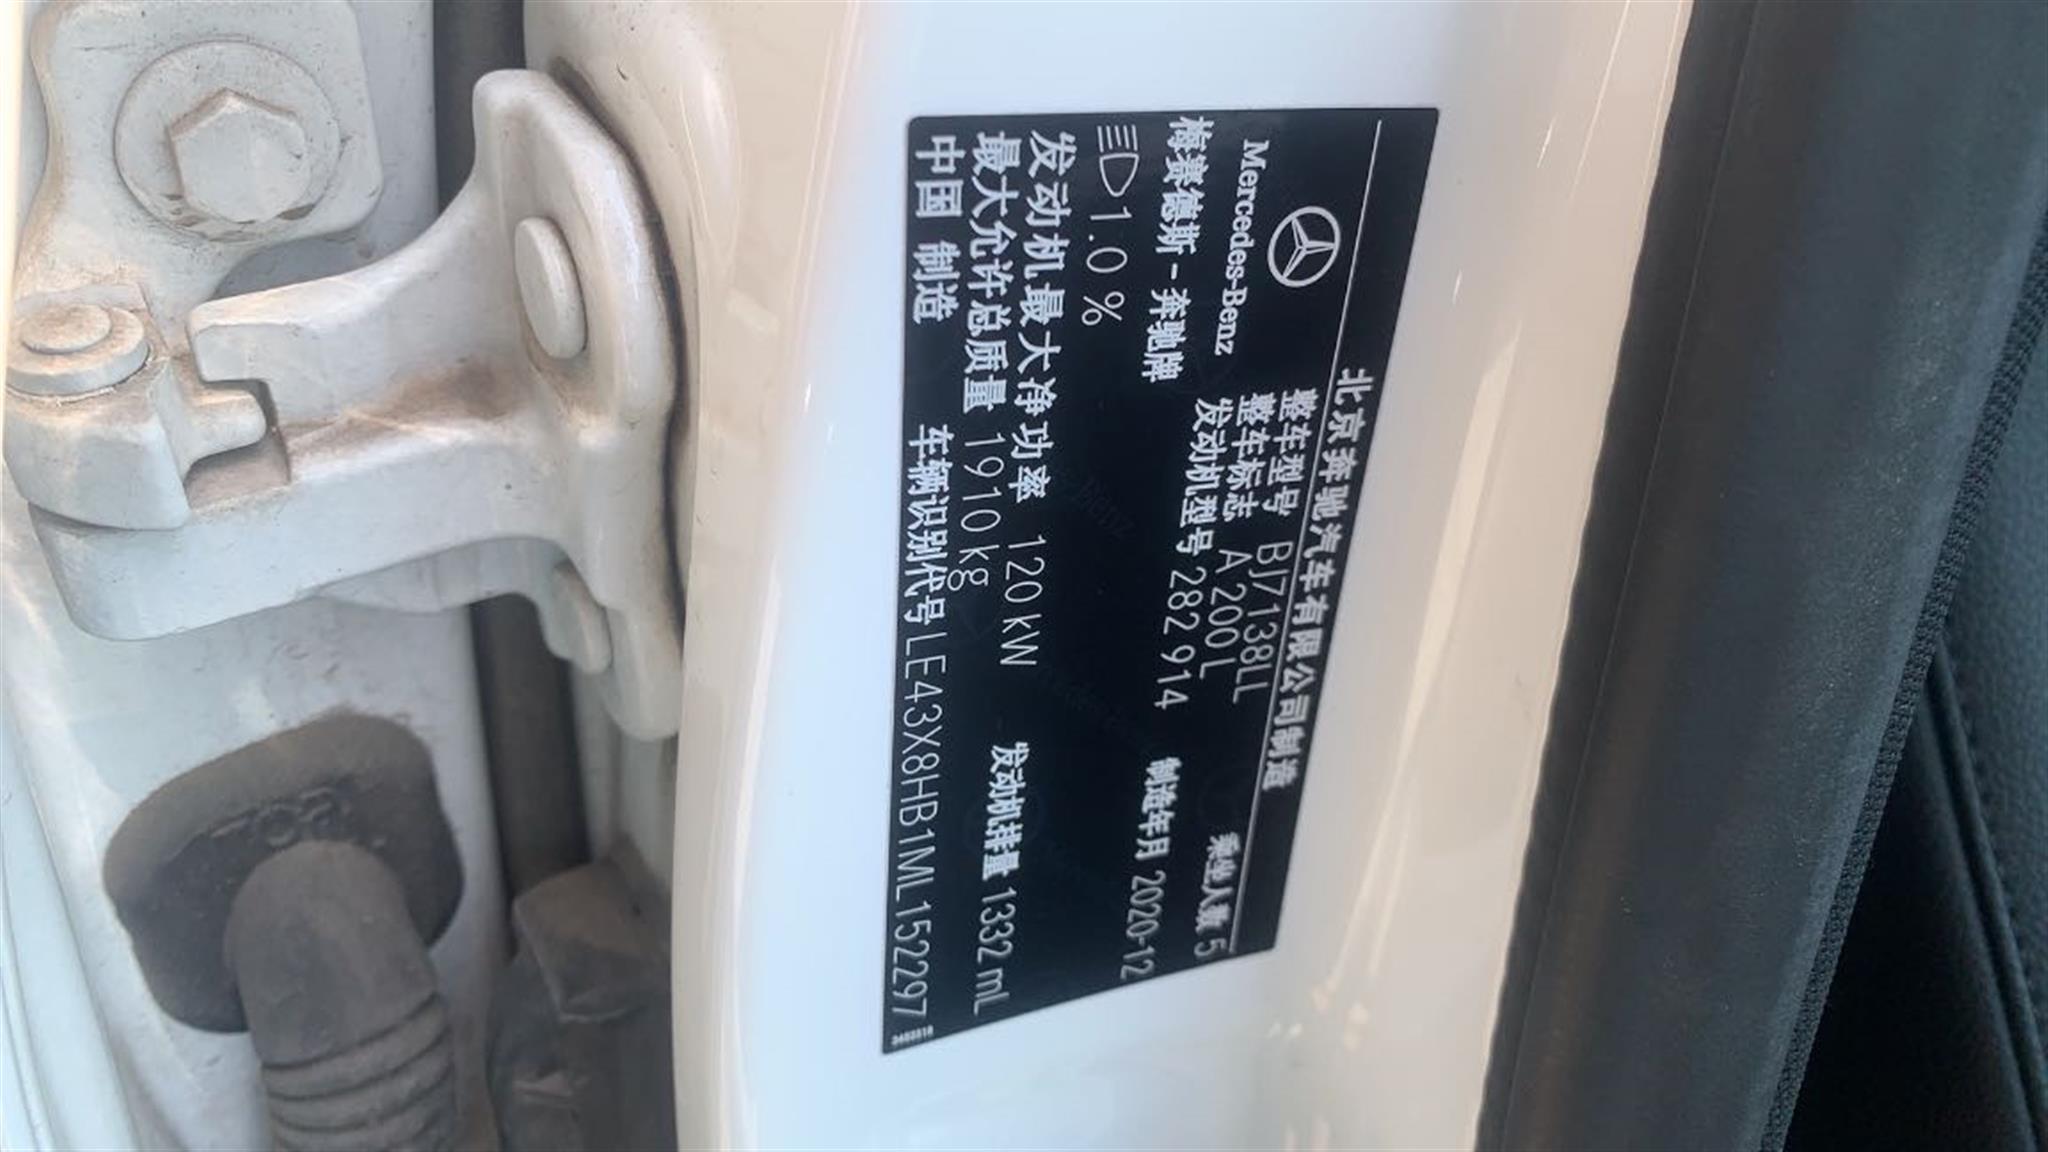 北京奔驰汽车有限公司制造
Mercedes-Benz
梅赛德斯-奔驰牌
整车型号 BJ7138LL
整车标志 A 200 L
发动机型号 282 914
乘坐人数 5
制造年月 2020-12
1.0 %
发动机最大净功率 120 kW
发动机排量 1332 mL
最大允许总质量 1910 kg
中国 制造
车辆识别代号 LE43X8HB1ML152297